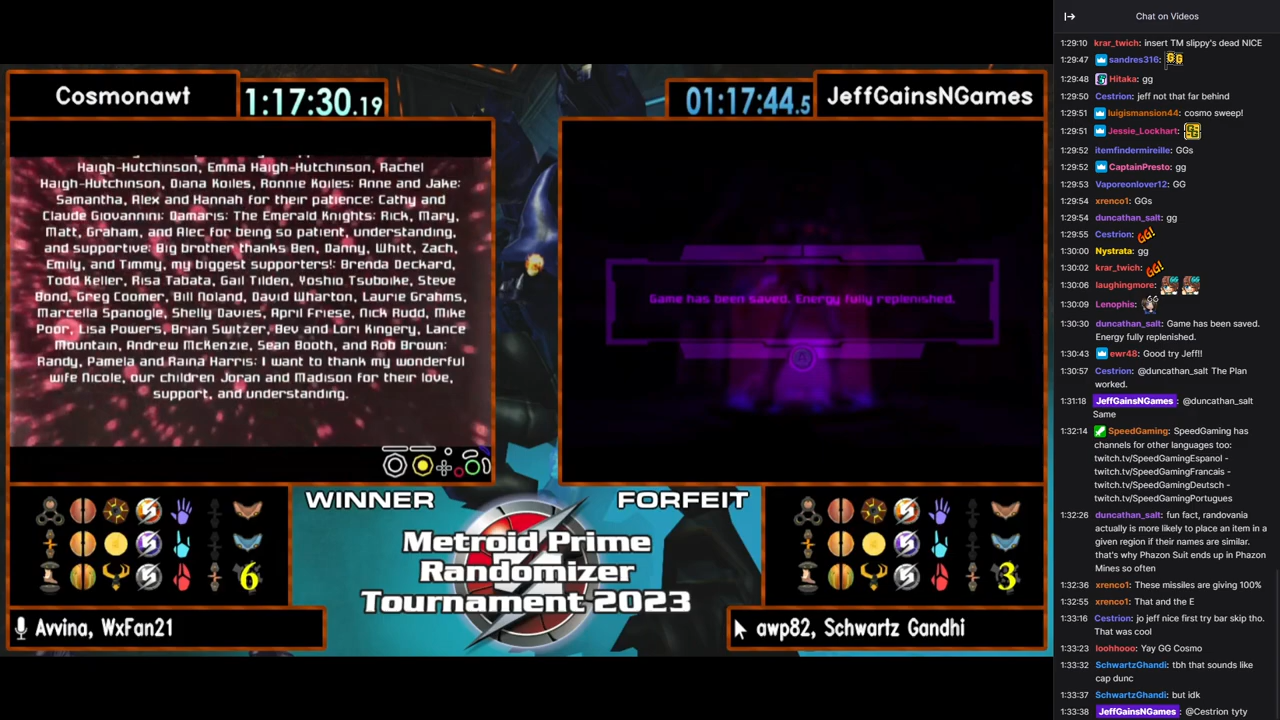 Chat on Videos
Cosmonawt
1:17:30.19
01:17:44.5
JeffGainsNGames
Haigh-Hutchinson, Emma Haigh-Hutchinson, Rachel
Haigh-Hutchinson, Diana Koiles, Ronnie Koiles: Anne and Jake:
Samantha, Alex and Hannah for their patience: Cathy and
Claude Giovannini: Damaris: The Emerald Knights: Rick, Mary,
Matt, Graham, and Alec for being so patient, understanding,
and supportive: Big brother thanks Ben, Danny, Whitt, Zach,
Emily, and Timmy, my biggest supporters!: Brenda Deckard,
Todd Keller, Risa Tabata, Gail Tilden, Yoshio Tsuboike, Steve
Bond, Greg Coomer, Bill Noland, David Wharton, Laurie Grahms,
Marcella Spanogle, Shelly Davies, April Friese, Nick Rudd, Mike
Poor, Lisa Powers, Brian Switzer, Bev and Lori Kingery, Lance
Mountain, Andrew McKenzie, Sean Booth, and Rob Brown:
Randy, Pamela and Raina Harris: I want to thank my wonderful
wife Nicole, our children Joran and Madison for their love,
support, and understanding.
Game has been saved. Energy fully replenished.
A
WINNER
FORFEIT
Metroid Prime
Randomizer
Tournament 2023
6
3
Avvina, WxFan21
awp82, Schwartz Gandhi
1:29:10 krar_twich: insert TM slippy's dead NICE
1:29:47 sandres316: GG
1:29:48 Hitaka: gg
1:29:50 Cestrion: jeff not that far behind
1:29:51 luigismansion44: cosmo sweep!
1:29:51 Jessie_Lockhart:
1:29:52 itemfindermireille: GGs
1:29:52 CaptainPresto: gg
1:29:53 Vaporeonlover12: GG
1:29:54 xrenco1: GGs
1:29:54 duncathan_salt: gg
1:29:55 Cestrion: GG!
1:30:00 Nystrata: gg
1:30:02 krar_twich: GG!
1:30:06 laughingmore:
1:30:09 Lenophis:
1:30:30 duncathan_salt: Game has been saved.
Energy fully replenished.
1:30:43 ewr48: Good try Jeff!!
1:30:57 Cestrion: @duncathan_salt The Plan
worked.
1:31:18 JeffGainsNGames: @duncathan_salt
Same
1:32:14 SpeedGaming: SpeedGaming has
channels for other languages too:
twitch.tv/SpeedGamingEspanol -
twitch.tv/SpeedGamingFrancais -
twitch.tv/SpeedGamingDeutsch -
twitch.tv/SpeedGamingPortugues
1:32:26 duncathan_salt: fun fact, randovania
actually is more likely to place an item in a
given region if their names are similar.
that's why Phazon Suit ends up in Phazon
Mines so often
1:32:36 xrenco1: These missiles are giving 100%
1:32:55 xrenco1: That and the E
1:33:16 Cestrion: jo jeff nice first try bar skip tho.
That was cool
1:33:23 loohhooo: Yay GG Cosmo
1:33:32 SchwartzGhandi: tbh that sounds like
cap dunc
1:33:37 SchwartzGhandi: but idk
1:33:38 JeffGainsNGames: @Cestrion tyty